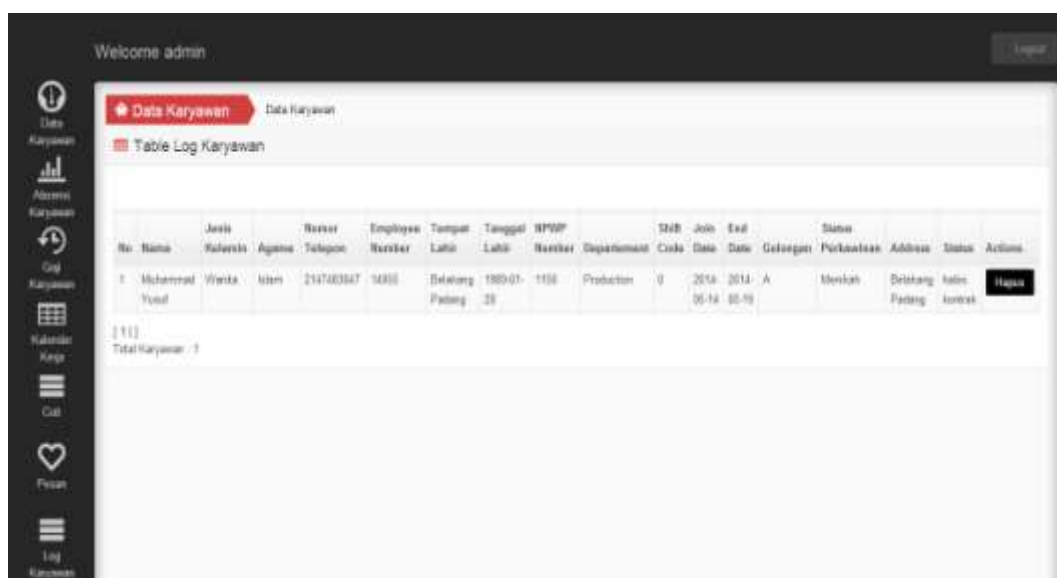 Welcome admin
Logout
Data Karyawan
Data Karyawan
Table Log Karyawan
No Nama Jenis Kelamin Agama Nomor Telepon Employee Number Tempat Lahir Tanggal Lahir NPWP Number Departement Shift Code Join Date End Date Golongan Status Perkawinan Address Status Actions
1 Muhammad Yusuf Wanita Islam 2147483647 Belakang Padang Production 0 A Menikah Belakang Padang habis kontrak Hapus
[ 1 ]
Total Karyawan : 1
Data Karyawan
Absensi Karyawan
Gaji Karyawan
Kalender Kerja
Cuti
Pesan
Log Karyawan